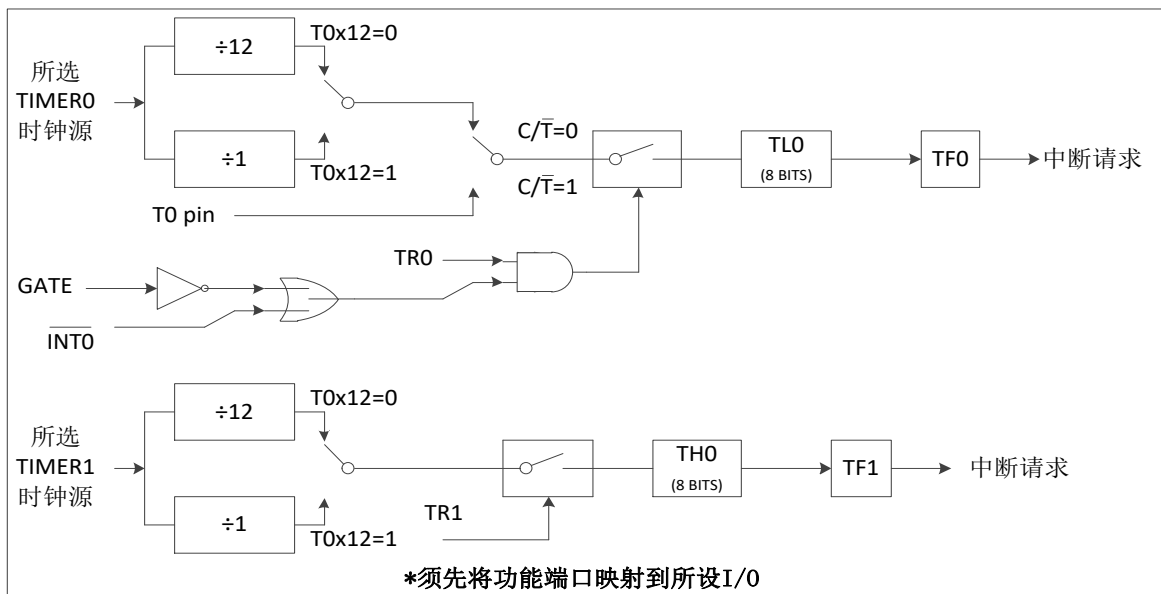 ÷12
T0x12=0
所选
TIMER0
时钟源
÷1
T0x12=1
T0 pin
C/T̅=0
C/T̅=1
TL0
(8 BITS)
TF0
中断请求
TR0
GATE
I̅N̅T̅0̅
÷12
T0x12=0
所选
TIMER1
时钟源
÷1
T0x12=1
TR1
TH0
(8 BITS)
TF1
中断请求
*须先将功能端口映射到所设I/O